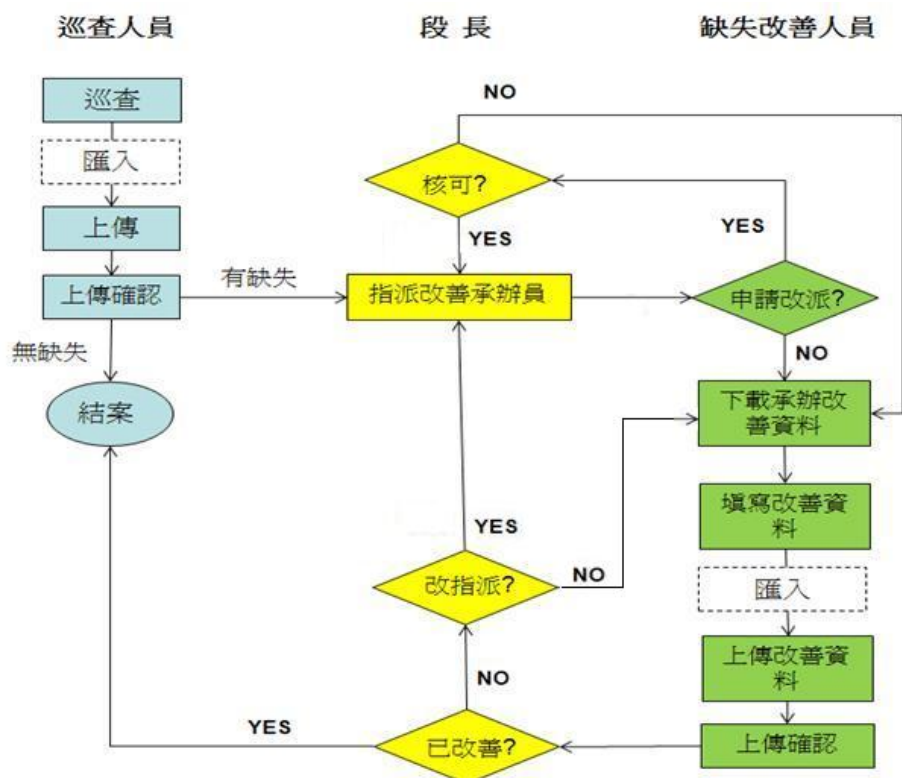 巡查人員
段 長
缺失改善人員
巡查
NO
匯入
核可?
YES
YES
上傳
上傳確認
有缺失
指派改善承辦員
申請改派?
無缺失
NO
結案
下載承辦改
善資料
填寫改善資
料
YES
改指派?
NO
匯入
上傳改善資
料
NO
YES
已改善?
上傳確認